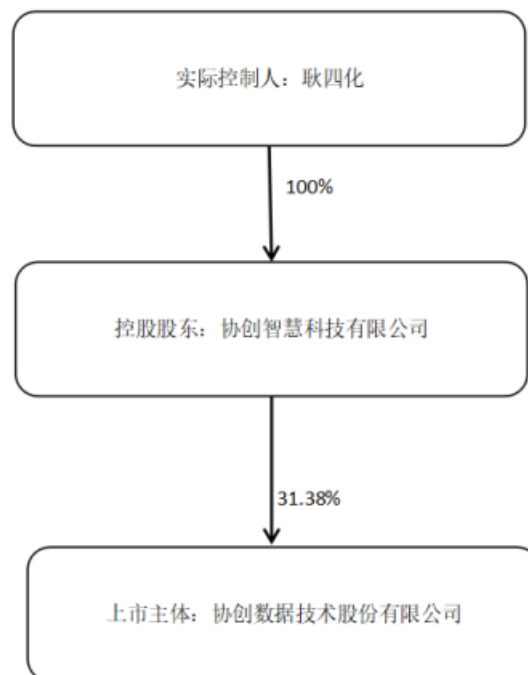 实际控制人：耿四化
100%
控股股东：协创智慧科技有限公司
31.38%
上市主体：协创数据技术股份有限公司